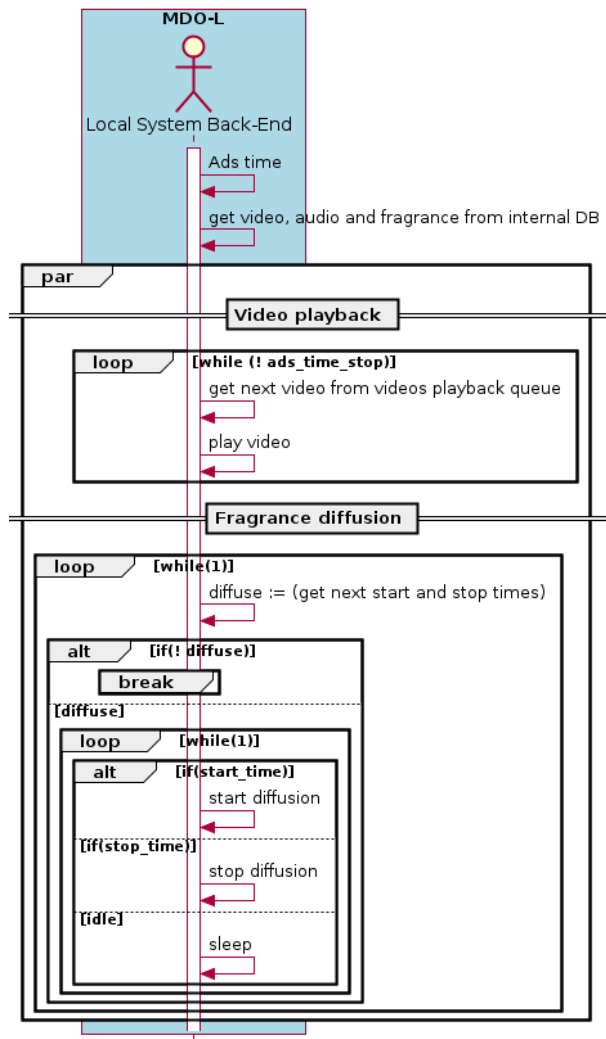 MDO-L
Local System Back-End
Ads time
get video, audio and fragrance from internal DB
par
Video playback
loop [while (! ads_time_stop)]
get next video from videos playback queue
play video
Fragrance diffusion
loop [while(1)]
diffuse := (get next start and stop times)
alt [if(! diffuse)]
break
[diffuse]
loop [while(1)]
alt [if(start_time)]
start diffusion
[if(stop_time)]
stop diffusion
[idle]
sleep